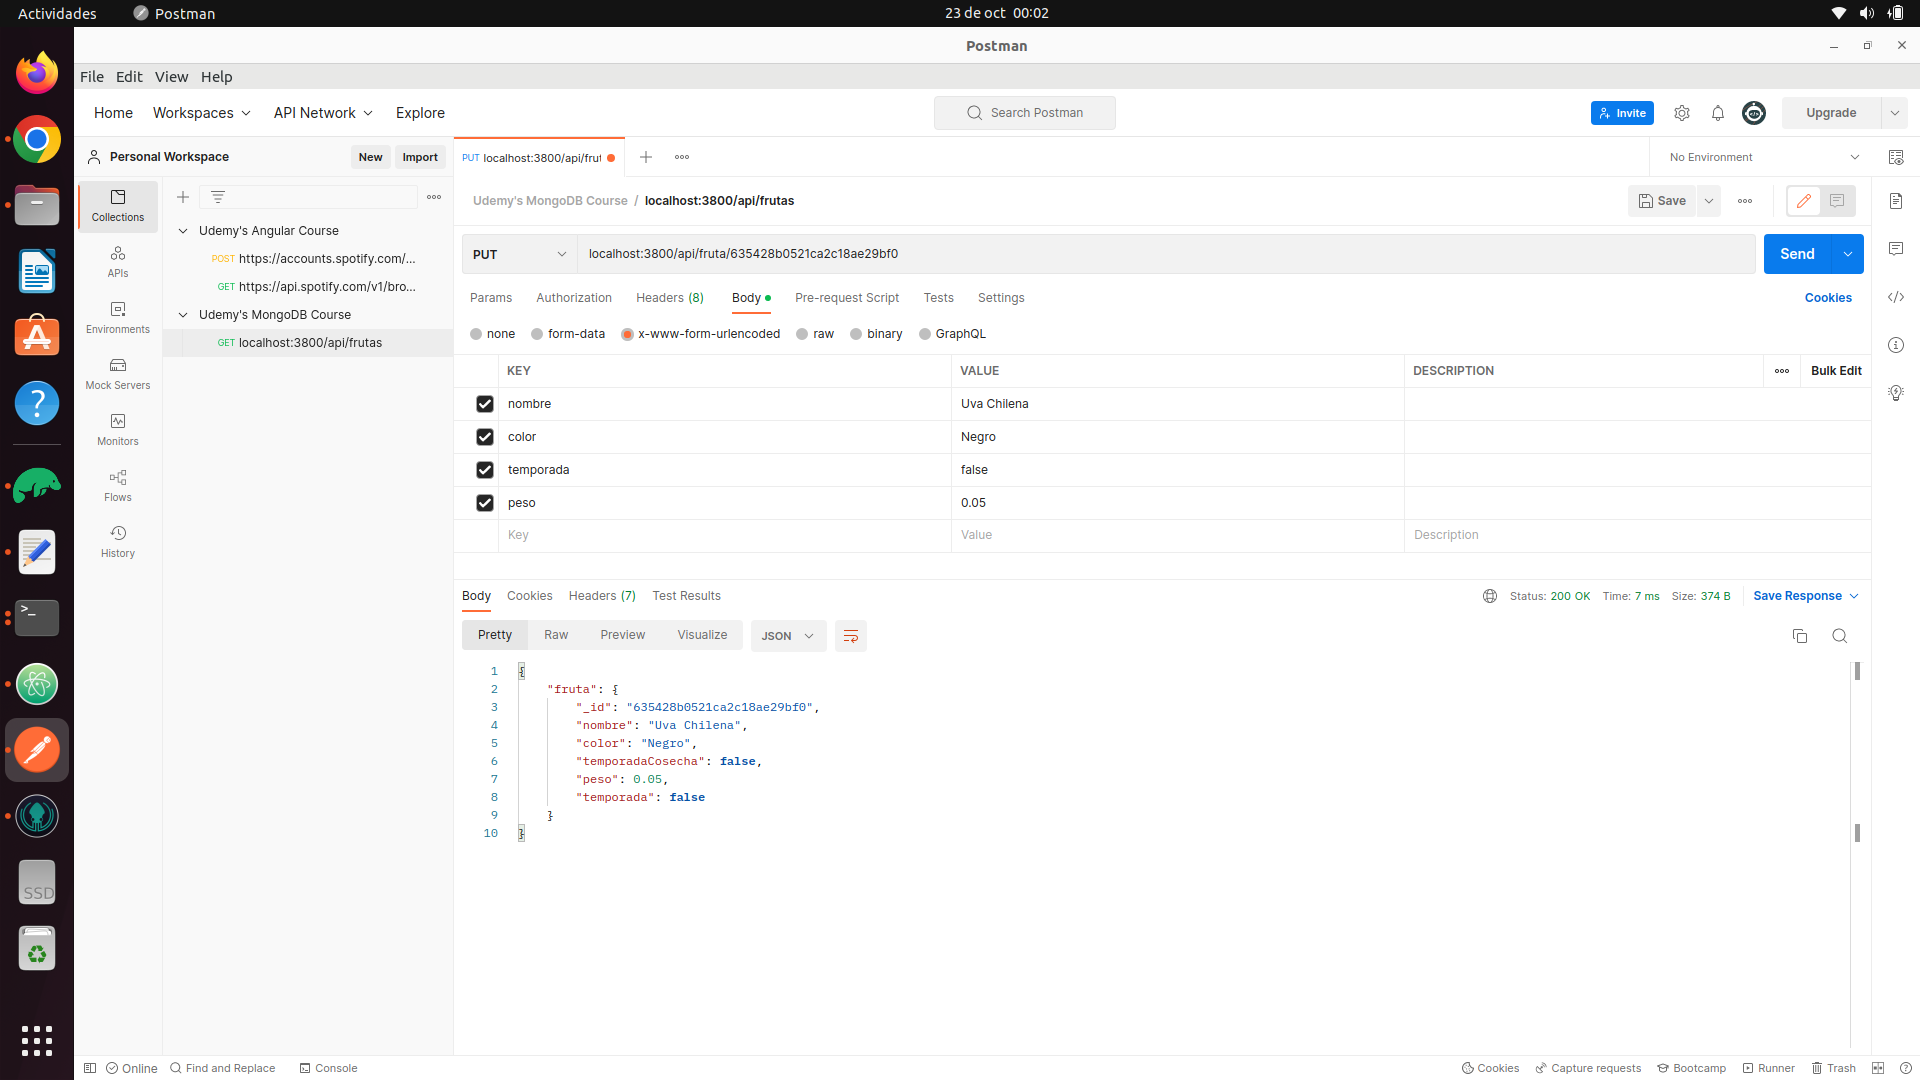 Actividades Postman 23 de oct 00:02
Postman
File Edit View Help
Home Workspaces API Network Explore Search Postman Invite Upgrade
Personal Workspace New Import PUT localhost:3800/api/frut No Environment
Udemy's MongoDB Course / localhost:3800/api/frutas Save
Collections
APIs
Environments
Mock Servers
Monitors
Flows
History
Udemy's Angular Course
POST https://accounts.spotify.com/...
GET https://api.spotify.com/v1/bro...
Udemy's MongoDB Course
GET localhost:3800/api/frutas
PUT localhost:3800/api/fruta/635428b0521ca2c18ae29bf0 Send
Params Authorization Headers (8) Body Pre-request Script Tests Settings Cookies
none form-data x-www-form-urlencoded raw binary GraphQL
KEY VALUE DESCRIPTION Bulk Edit
nombre Uva Chilena
color Negro
temporada false
peso 0.05
Key Value Description
Body Cookies Headers (7) Test Results Status: 200 OK Time: 7 ms Size: 374 B Save Response
Pretty Raw Preview Visualize JSON
1 {
2 "fruta": {
3 "_id": "635428b0521ca2c18ae29bf0",
4 "nombre": "Uva Chilena",
5 "color": "Negro",
6 "temporadaCosecha": false,
7 "peso": 0.05,
8 "temporada": false
9 }
10 }
SSD
Online Find and Replace Console Cookies Capture requests Bootcamp Runner Trash